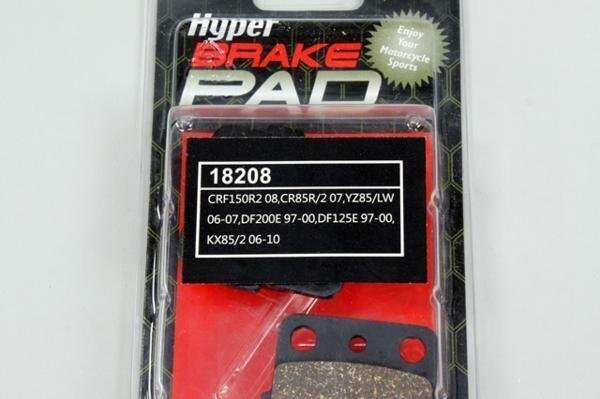 Hyper
BRAKE
PAD
Enjoy
Your
Motorcycle
Sports
18208
CRF150R2 08,CR85R/2 07,YZ85/LW
06-07,DF200E 97-00,DF125E 97-00,
KX85/2 06-10